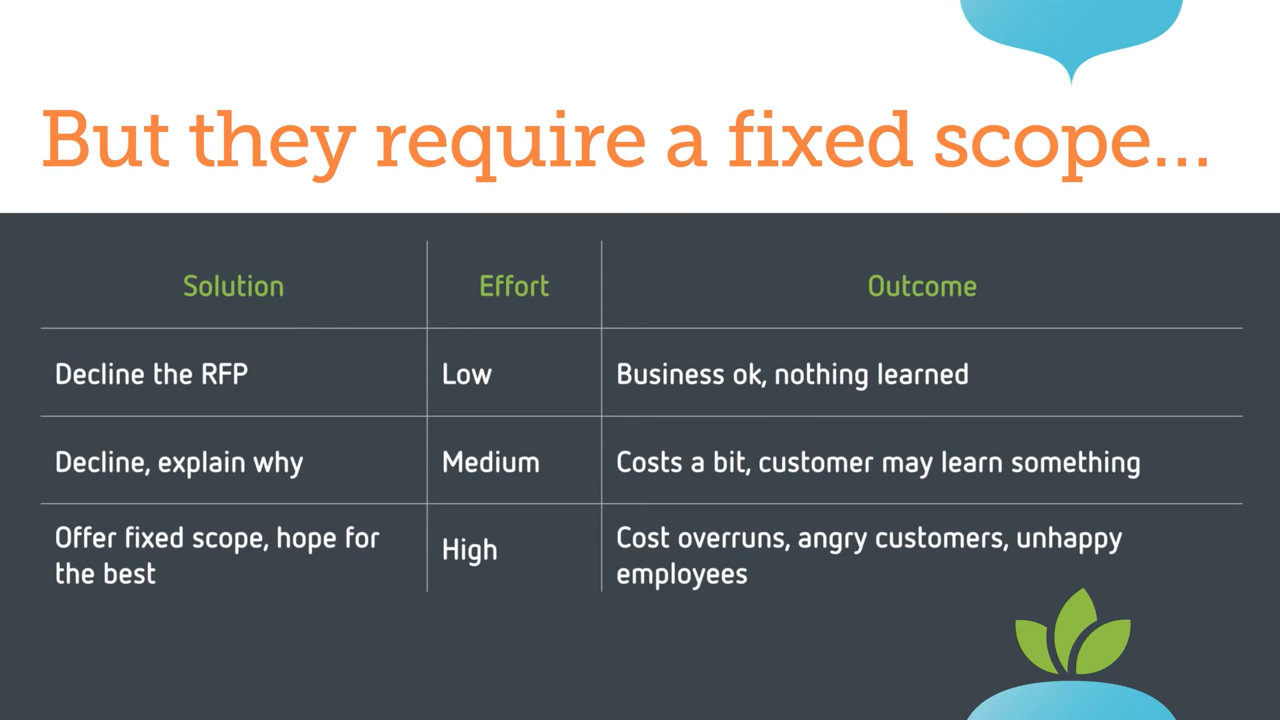 But they require a fixed scope...
Solution
Effort
Outcome
Decline the RFP
Low
Business ok, nothing learned
Decline, explain why
Medium
Costs a bit, customer may learn something
Offer fixed scope, hope for
the best
High
Cost overruns, angry customers, unhappy
employees